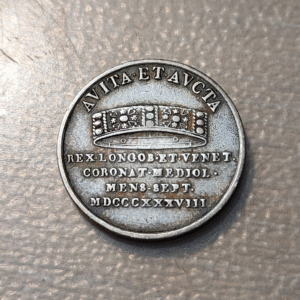 AVITA·ET·AVCTA
REX·LONGOB·ET·VENET.
CORONAT·MEDIOL·
MENS·SEPT.
MDCCCXXXVIII